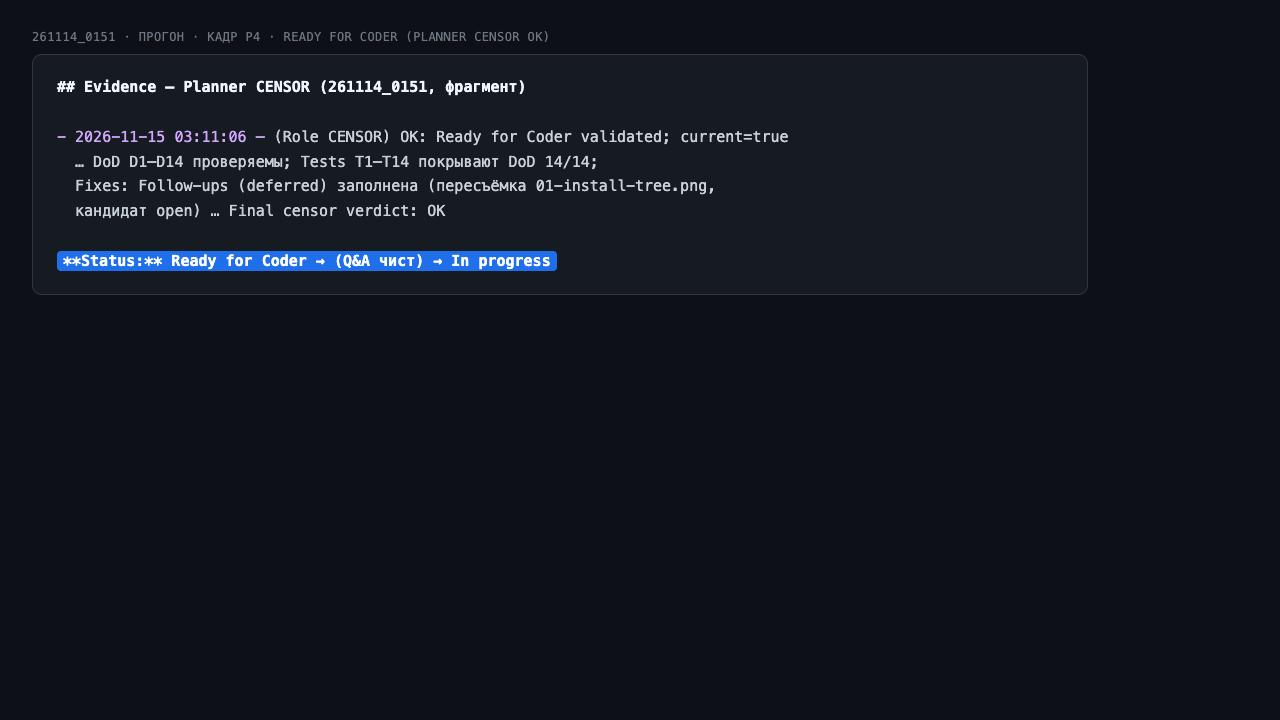 261114_0151 · ПРОГОН · КАДР P4 · READY FOR CODER (PLANNER CENSOR OK)
## Evidence — Planner CENSOR (261114_0151, фрагмент)
— 2026-11-15 03:11:06 — (Role CENSOR) OK: Ready for Coder validated; current=true
… DoD D1–D14 проверяемы; Tests T1–T14 покрывают DoD 14/14;
Fixes: Follow-ups (deferred) заполнена (пересъёмка 01-install-tree.png,
кандидат open) … Final censor verdict: OK
**Status:** Ready for Coder → (Q&A чист) → In progress